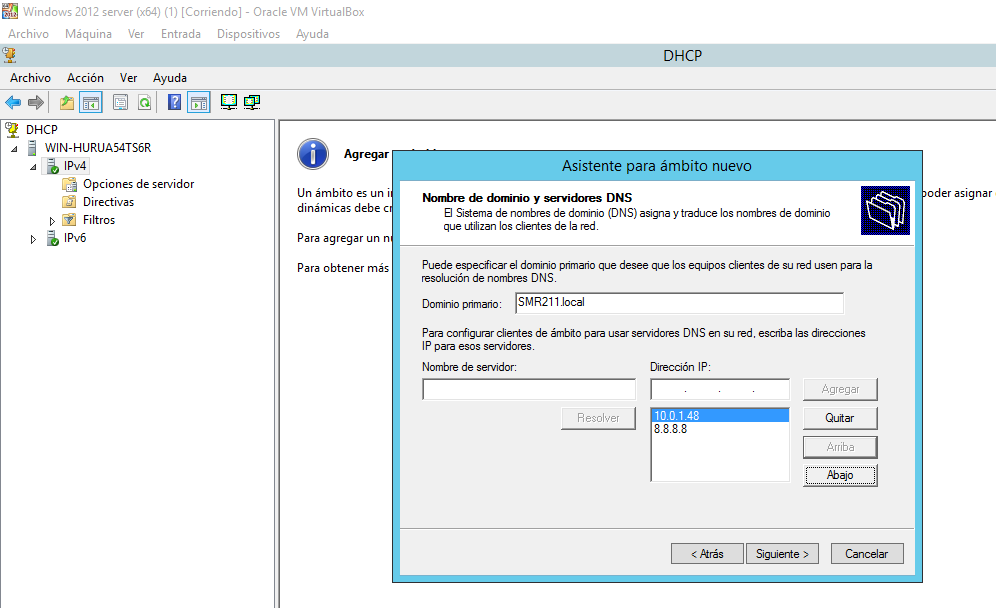 Windows 2012 server (x64) (1) [Corriendo] - Oracle VM VirtualBox
Archivo Máquina Ver Entrada Dispositivos Ayuda
DHCP
Archivo Acción Ver Ayuda
DHCP
WIN-HURUA54TS6R
IPv4
Opciones de servidor
Directivas
Filtros
IPv6
Agregar
Un ámbito es un
poder asignar
dinámicas debe
Para agregar un
Para obtener más
Asistente para ámbito nuevo
Nombre de dominio y servidores DNS
El Sistema de nombres de dominio (DNS) asigna y traduce los nombres de dominio
que utilizan los clientes de la red.
Puede especificar el dominio primario que desee que los equipos clientes de su red usen para la
resolución de nombres DNS.
Dominio primario: SMR211.local
Para configurar clientes de ámbito para usar servidores DNS en su red, escriba las direcciones
IP para esos servidores.
Nombre de servidor: Dirección IP:
. . . Agregar
Resolver
10.0.1.48
Quitar
8.8.8.8
Arriba
Abajo
< Atrás Siguiente > Cancelar